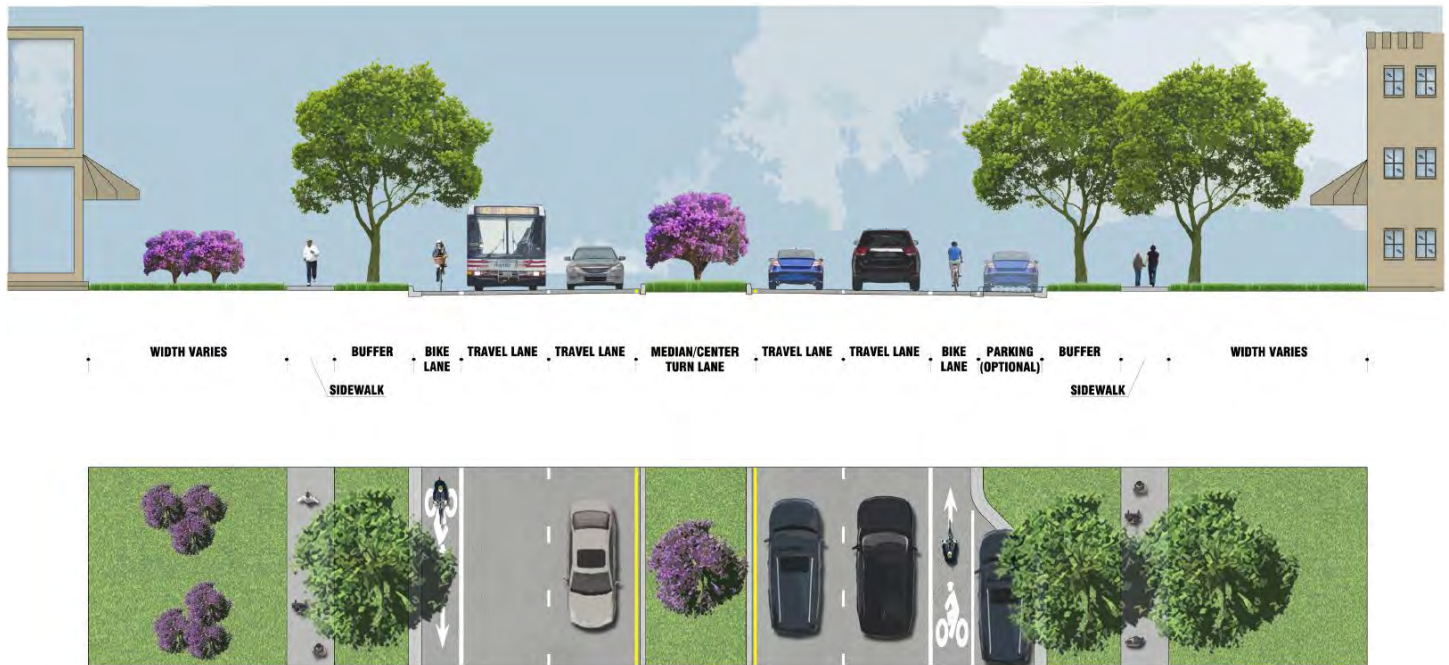 WIDTH VARIES
SIDEWALK
BUFFER
BIKE
LANE
TRAVEL LANE
TRAVEL LANE
MEDIAN/CENTER
TURN LANE
TRAVEL LANE
TRAVEL LANE
BIKE
LANE
PARKING
(OPTIONAL)
BUFFER
SIDEWALK
WIDTH VARIES